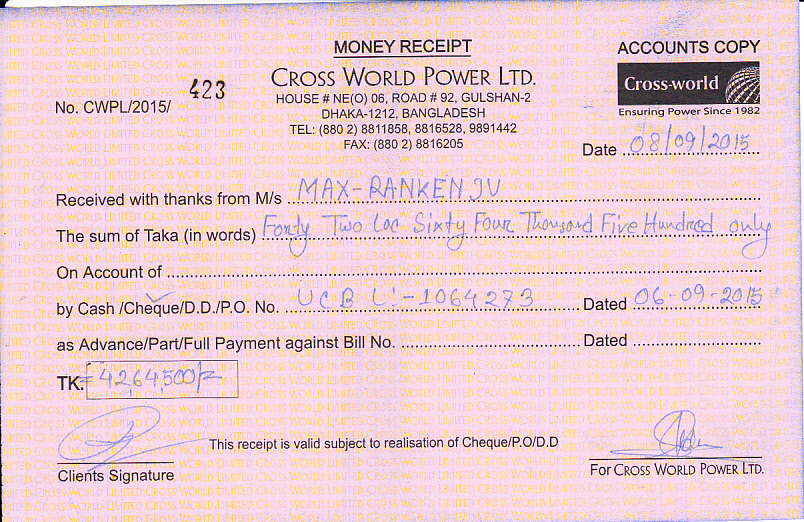 MONEY RECEIPT
ACCOUNTS COPY
CROSS WORLD POWER LTD.
Cross-world
No. CWPL/2015/ 423
HOUSE # NE(O) 06, ROAD # 92, GULSHAN-2
DHAKA-1212, BANGLADESH
Ensuring Power Since 1982
TEL: (880 2) 8811858, 8816528, 9891442
FAX: (880 2) 8816205
Date 08/09/2015
Received with thanks from M/s MAX-RANKEN JV
The sum of Taka (in words) Forty Two Lac Sixty Four Thousand Five Hundred only
On Account of
by Cash /Cheque/D.D./P.O. No. UCB L:-1064273 Dated 06-09-2015
as Advance/Part/Full Payment against Bill No. Dated
TK. =4264,500/=
This receipt is valid subject to realisation of Cheque/P.O/D.D
Clients Signature
For CROSS WORLD POWER LTD.